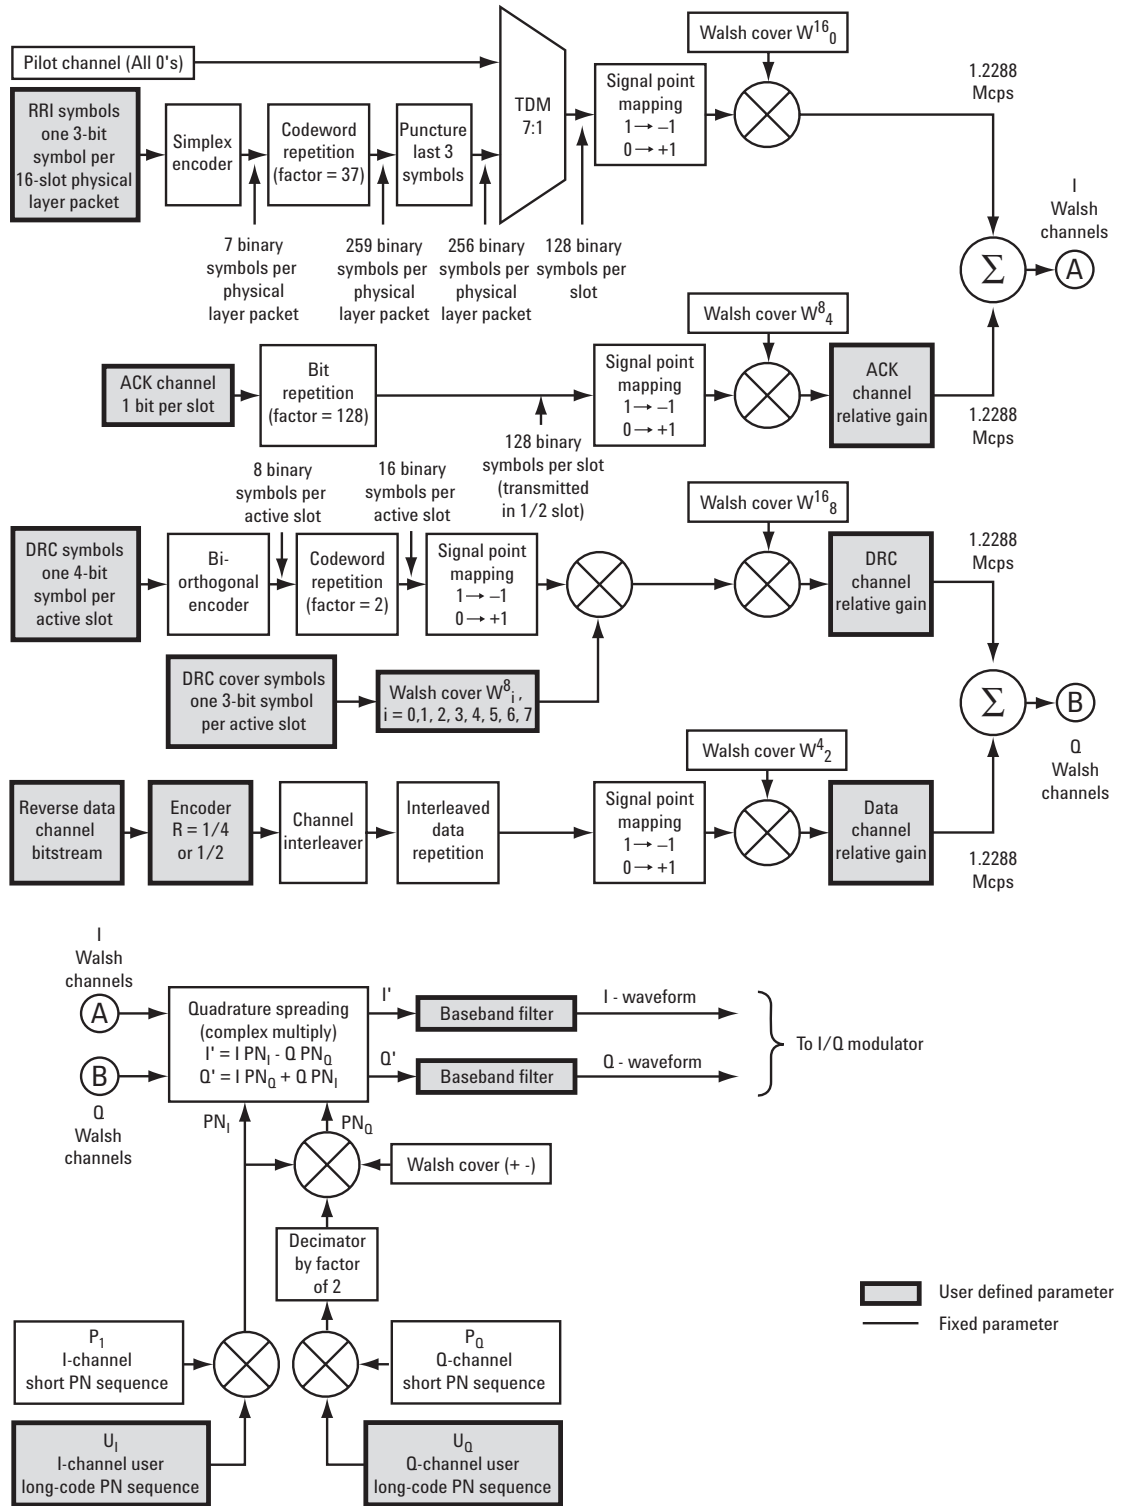 Pilot channel (All 0's)
RRI symbols
one 3-bit
symbol per
16-slot physical
layer packet
Simplex
encoder
Codeword
repetition
(factor = 37)
Puncture
last 3
symbols
TDM
7:1
Signal point
mapping
1→ –1
0→ +1
Walsh cover W¹⁶₀
1.2288
Mcps
7 binary
symbols per
physical
layer packet
259 binary
symbols per
physical
layer packet
256 binary
symbols per
physical
layer packet
128 binary
symbols per
slot
I
Walsh
channels
Σ
A
ACK channel
1 bit per slot
Bit
repetition
(factor = 128)
128 binary
symbols per slot
(transmitted
in 1/2 slot)
Signal point
mapping
1→ –1
0→ +1
Walsh cover W⁸₄
ACK
channel
relative gain
1.2288
Mcps
DRC symbols
one 4-bit
symbol per
active slot
Bi-
orthogonal
encoder
8 binary
symbols per
active slot
Codeword
repetition
(factor = 2)
16 binary
symbols per
active slot
Signal point
mapping
1→ –1
0→ +1
Walsh cover W¹⁶₈
DRC
channel
relative gain
1.2288
Mcps
DRC cover symbols
one 3-bit symbol
per active slot
Walsh cover W⁸ᵢ ,
i = 0,1, 2, 3, 4, 5, 6, 7
Σ
B
Q
Walsh
channels
Reverse data
channel
bitstream
Encoder
R = 1/4
or 1/2
Channel
interleaver
Interleaved
data
repetition
Signal point
mapping
1→ –1
0→ +1
Walsh cover W⁴₂
Data
channel
relative gain
1.2288
Mcps
I
Walsh
channels
A
B
Q
Walsh
channels
Quadrature spreading
(complex multiply)
I' = I PN_I - Q PN_Q
Q' = I PN_Q + Q PN_I
I'
Baseband filter
I - waveform
Q'
Baseband filter
Q - waveform
To I/Q modulator
PN_I
PN_Q
Walsh cover (+ -)
Decimator
by factor
of 2
P₁
I-channel
short PN sequence
P_Q
Q-channel
short PN sequence
U_I
I-channel user
long-code PN sequence
U_Q
Q-channel user
long-code PN sequence
User defined parameter
Fixed parameter